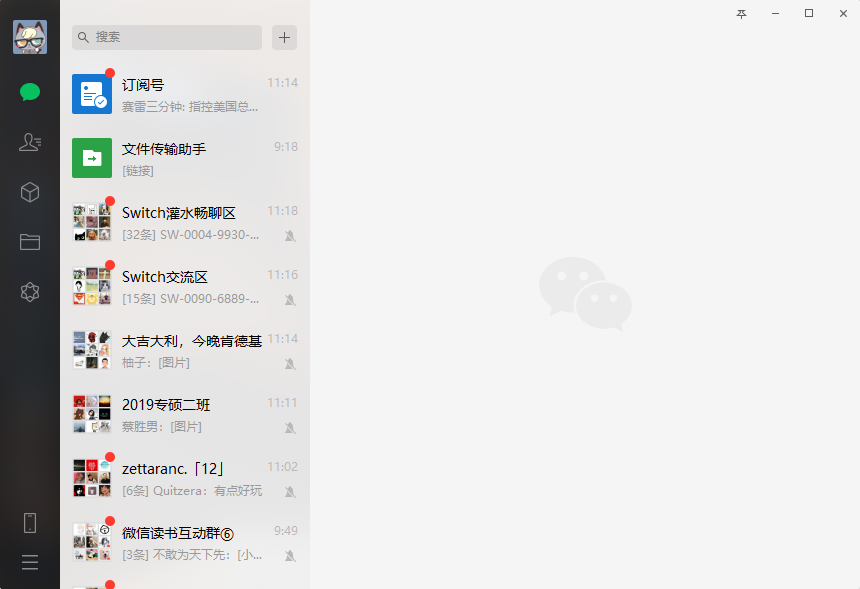 搜索
订阅号 11:14
赛雷三分钟: 指控美国总...
文件传输助手 9:18
[链接]
Switch灌水畅聊区 11:18
[32条] SW-0004-9930-...
Switch交流区 11:16
[15条] SW-0090-6889-...
大吉大利，今晚肯德基 11:14
柚子：[图片]
2019专硕二班 11:11
蔡胜男：[图片]
zettaranc.「12」 11:02
[6条] Quitzera：有点好玩
微信读书互动群⑥ 9:49
[3条] 不敢为天下先：[小...